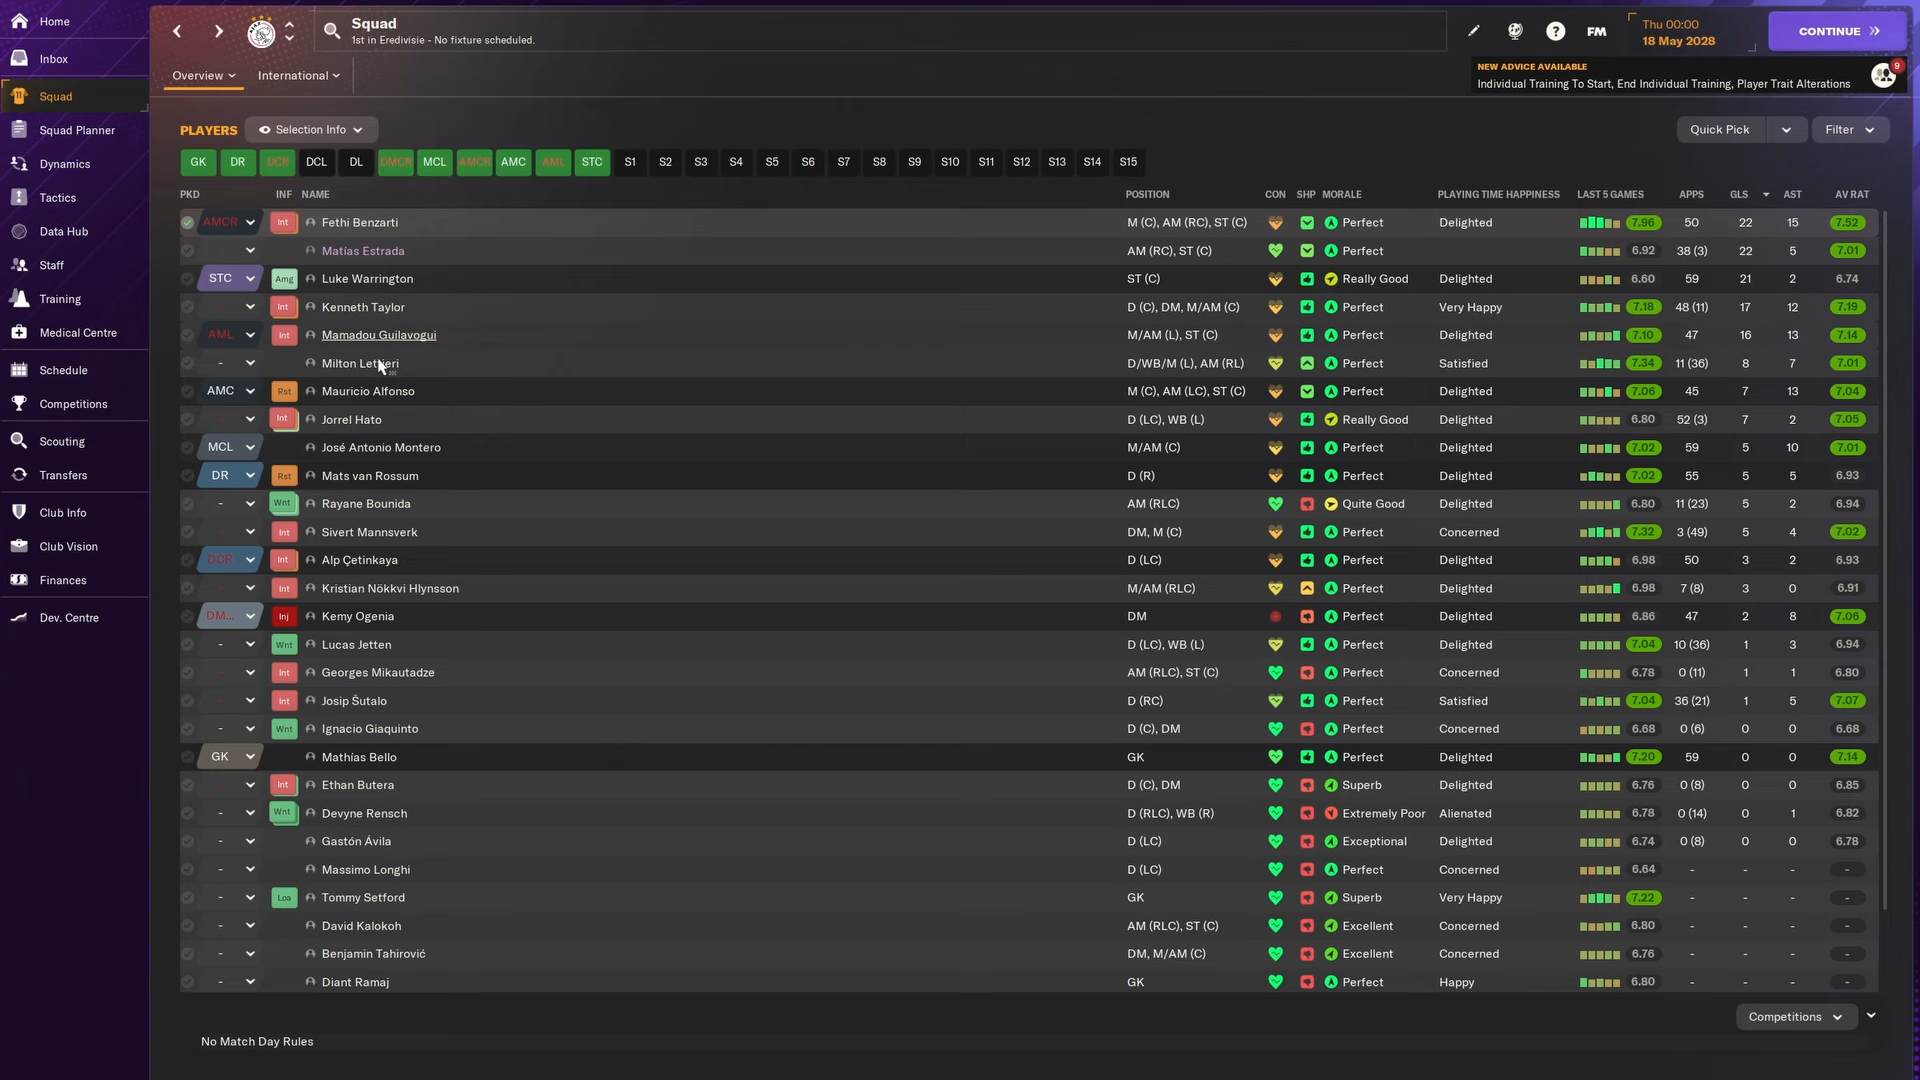 Home
Inbox
Squad
Squad Planner
Dynamics
Tactics
Data Hub
Staff
Training
Medical Centre
Schedule
Competitions
Scouting
Transfers
Club Info
Club Vision
Finances
Dev. Centre
Squad
1st in Eredivisie - No fixture scheduled.
FM
Thu 00:00
18 May 2028
CONTINUE
Overview International
NEW ADVICE AVAILABLE
Individual Training To Start, End Individual Training, Player Trait Alterations
9
PLAYERS Selection Info Quick Pick Filter
GK DR DCR DCL DL DMCR MCL AMCR AMC AML STC S1 S2 S3 S4 S5 S6 S7 S8 S9 S10 S11 S12 S13 S14 S15
PKD INF NAME POSITION CON SHP MORALE PLAYING TIME HAPPINESS LAST 5 GAMES APPS GLS AST AV RAT
AMCR Int Fethi Benzarti M (C), AM (RC), ST (C) Perfect Delighted 7.96 50 22 15 7.52
Matías Estrada AM (RC), ST (C) Perfect 6.92 38 (3) 22 5 7.01
STC Amg Luke Warrington ST (C) Really Good Delighted 6.60 59 21 2 6.74
Int Kenneth Taylor D (C), DM, M/AM (C) Perfect Very Happy 7.18 48 (11) 17 12 7.19
AML Int Mamadou Guilavogui M/AM (L), ST (C) Perfect Delighted 7.10 47 16 13 7.14
- Milton Lettieri D/WB/M (L), AM (RL) Perfect Satisfied 7.34 11 (36) 8 7 7.01
AMC Rst Mauricio Alfonso M (C), AM (LC), ST (C) Perfect Delighted 7.06 45 7 13 7.04
Int Jorrel Hato D (LC), WB (L) Really Good Delighted 6.80 52 (3) 7 2 7.05
MCL José Antonio Montero M/AM (C) Perfect Delighted 7.02 59 5 10 7.01
DR Rst Mats van Rossum D (R) Perfect Delighted 7.02 55 5 5 6.93
- Wnt Rayane Bounida AM (RLC) Quite Good Delighted 6.80 11 (23) 5 2 6.94
Int Sivert Mannsverk DM, M (C) Perfect Concerned 7.32 3 (49) 5 4 7.02
DCR Int Alp Çetinkaya D (LC) Perfect Delighted 6.98 50 3 2 6.93
Int Kristian Nökkvi Hlynsson M/AM (RLC) Perfect Delighted 6.98 7 (8) 3 0 6.91
DM... Inj Kemy Ogenia DM Perfect Delighted 6.86 47 2 8 7.06
- Wnt Lucas Jetten D (LC), WB (L) Perfect Delighted 7.04 10 (36) 1 3 6.94
Int Georges Mikautadze AM (RLC), ST (C) Perfect Concerned 6.78 0 (11) 1 1 6.80
Int Josip Šutalo D (RC) Perfect Satisfied 7.04 36 (21) 1 5 7.07
- Wnt Ignacio Giaquinto D (C), DM Perfect Concerned 6.68 0 (6) 0 0 6.68
GK Mathías Bello GK Perfect Delighted 7.20 59 0 0 7.14
Int Ethan Butera D (C), DM Superb Delighted 6.76 0 (8) 0 0 6.85
- Wnt Devyne Rensch D (RLC), WB (R) Extremely Poor Alienated 6.78 0 (14) 0 1 6.82
- Gastón Ávila D (LC) Exceptional Delighted 6.74 0 (8) 0 0 6.78
- Massimo Longhi D (LC) Perfect Concerned 6.64 - - - -
- Loa Tommy Setford GK Superb Very Happy 7.22 - - - -
- David Kalokoh AM (RLC), ST (C) Excellent Concerned 6.80 - - - -
- Benjamin Tahirović DM, M/AM (C) Excellent Concerned 6.76 - - - -
- Diant Ramaj GK Perfect Happy 6.80 - - - -
Competitions
No Match Day Rules